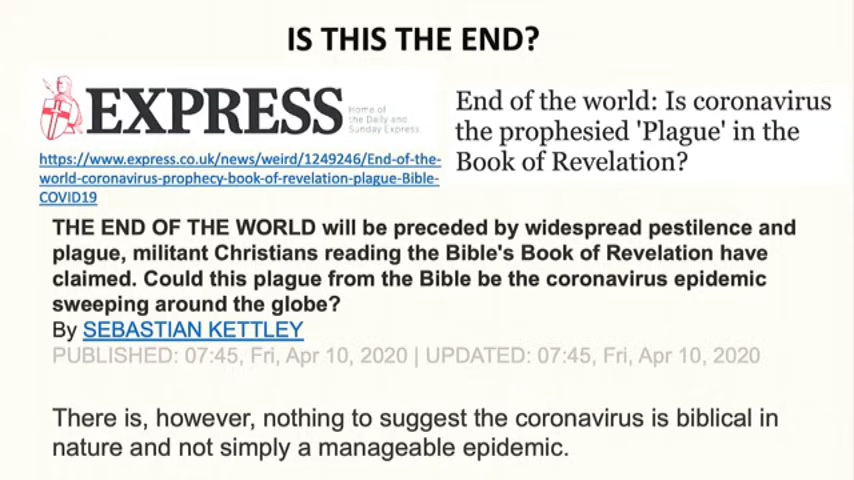 IS THIS THE END?
EXPRESS
Home of
the Daily and
Sunday Express
https://www.express.co.uk/news/weird/1249246/End-of-the-
world-coronavirus-prophecy-book-of-revelation-plague-Bible-
COVID19
End of the world: Is coronavirus
the prophesied 'Plague' in the
Book of Revelation?
THE END OF THE WORLD will be preceded by widespread pestilence and
plague, militant Christians reading the Bible's Book of Revelation have
claimed. Could this plague from the Bible be the coronavirus epidemic
sweeping around the globe?
By SEBASTIAN KETTLEY
PUBLISHED: 07:45, Fri, Apr 10, 2020 | UPDATED: 07:45, Fri, Apr 10, 2020
There is, however, nothing to suggest the coronavirus is biblical in
nature and not simply a manageable epidemic.